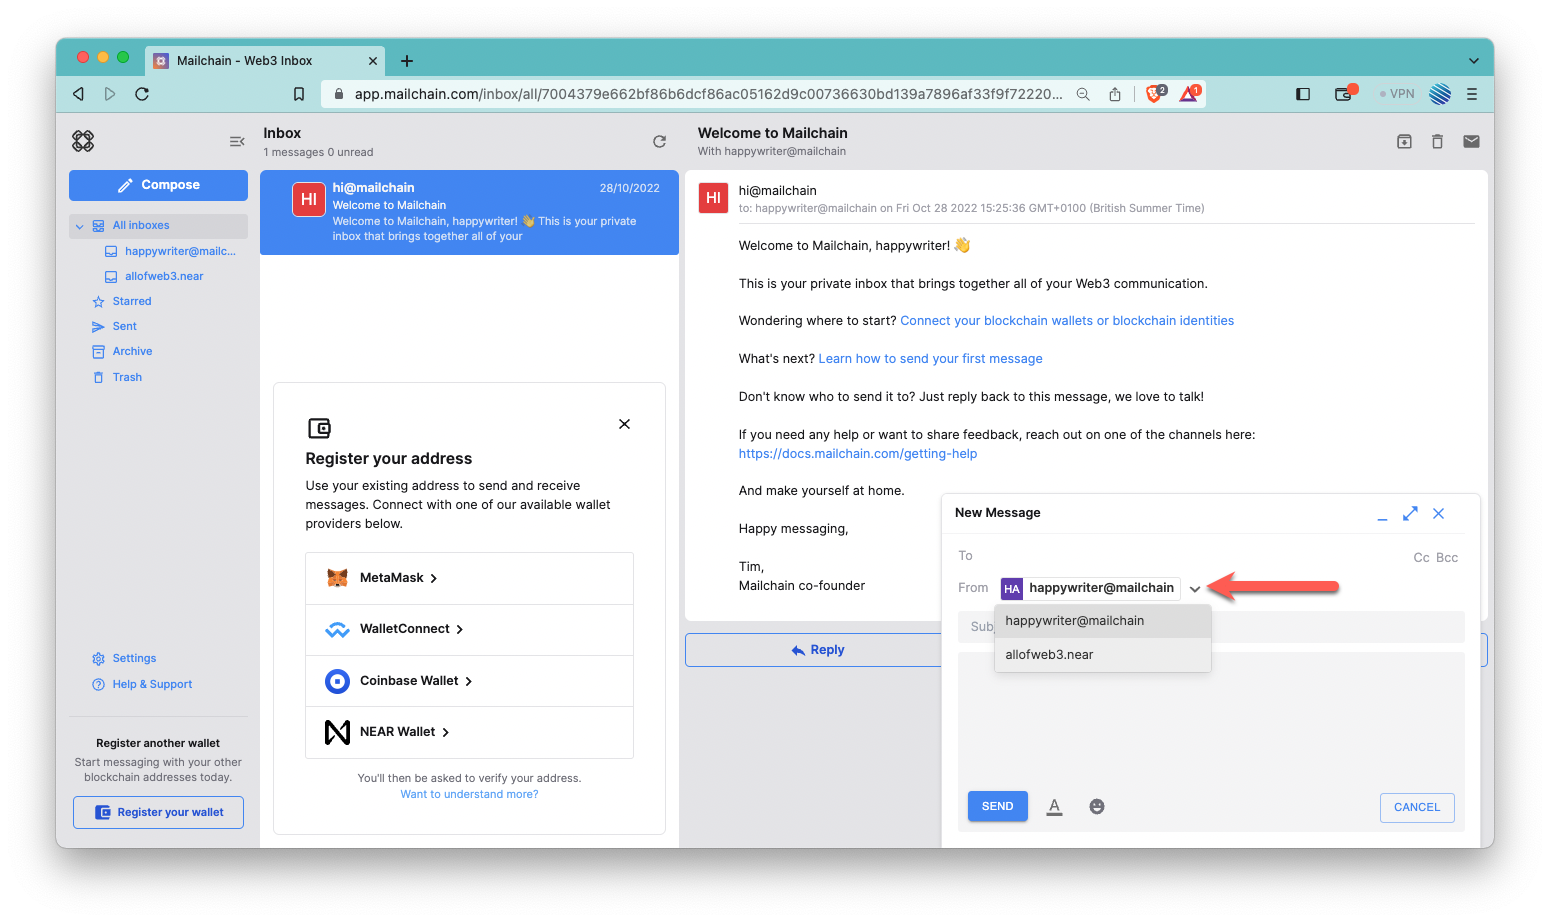 Mailchain - Web3 Inbox
app.mailchain.com/inbox/all/7004379e662bf86b6dcf86ac05162d9c00736630bd139a7896af33f9f72220...
2
1
VPN
Compose
All inboxes
happywriter@mailc...
allofweb3.near
Starred
Sent
Archive
Trash
Settings
Help & Support
Register another wallet
Start messaging with your other
blockchain addresses today.
Register your wallet
Inbox
1 messages 0 unread
HI
hi@mailchain
28/10/2022
Welcome to Mailchain
Welcome to Mailchain, happywriter! 👋 This is your private
inbox that brings together all of your
Register your address
Use your existing address to send and receive
messages. Connect with one of our available wallet
providers below.
MetaMask
WalletConnect
Coinbase Wallet
NEAR Wallet
You'll then be asked to verify your address.
Want to understand more?
Welcome to Mailchain
With happywriter@mailchain
HI
hi@mailchain
to: happywriter@mailchain on Fri Oct 28 2022 15:25:36 GMT+0100 (British Summer Time)
Welcome to Mailchain, happywriter! 👋
This is your private inbox that brings together all of your Web3 communication.
Wondering where to start? Connect your blockchain wallets or blockchain identities
What's next? Learn how to send your first message
Don't know who to send it to? Just reply back to this message, we love to talk!
If you need any help or want to share feedback, reach out on one of the channels here:
https://docs.mailchain.com/getting-help
And make yourself at home.
Happy messaging,
Tim,
Mailchain co-founder
Reply
New Message
To
Cc Bcc
From
HA
happywriter@mailchain
Sub
happywriter@mailchain
allofweb3.near
SEND
A
CANCEL